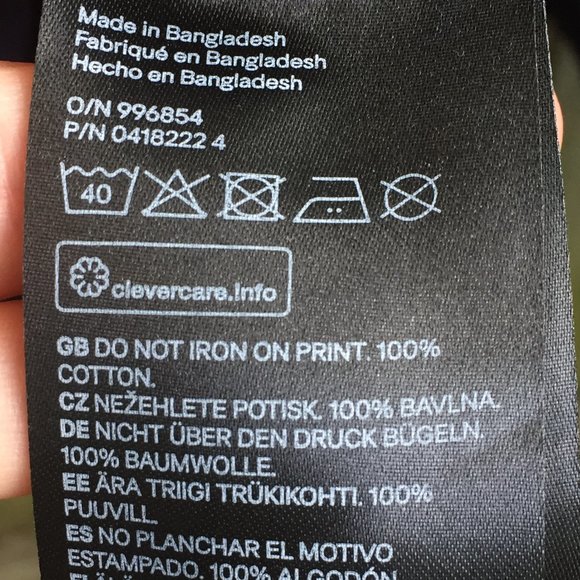 Made in Bangladesh
Fabriqué en Bangladesh
Hecho en Bangladesh
O/N 996854
P/N 0418222 4
40
clevercare.info
GB DO NOT IRON ON PRINT. 100%
COTTON.
CZ NEŽEHLETE POTISK. 100% BAVLNA.
DE NICHT ÜBER DEN DRUCK BÜGELN.
100% BAUMWOLLE.
EE ÄRA TRIIGI TRÜKIKOHTI. 100%
PUUVILL.
ES NO PLANCHAR EL MOTIVO
ESTAMPADO. 100% ALGODÓN.